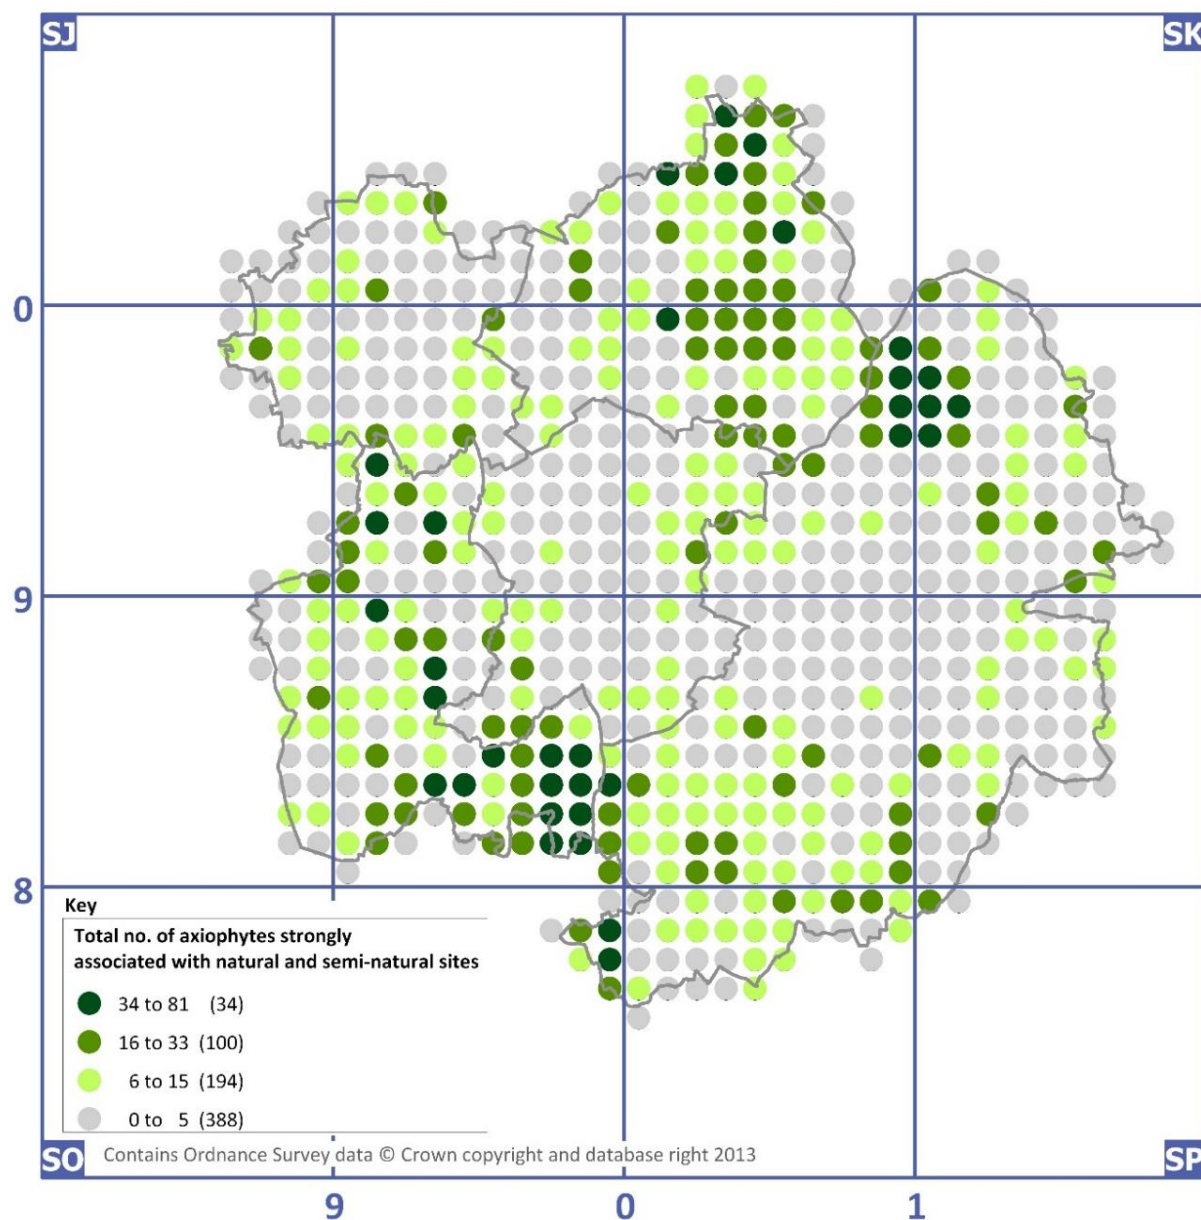 SJ
SK
0
9
8
Key
Total no. of axiophytes strongly
associated with natural and semi-natural sites
34 to 81 (34)
16 to 33 (100)
6 to 15 (194)
0 to 5 (388)
SO
Contains Ordnance Survey data © Crown copyright and database right 2013
SP
9
0
1